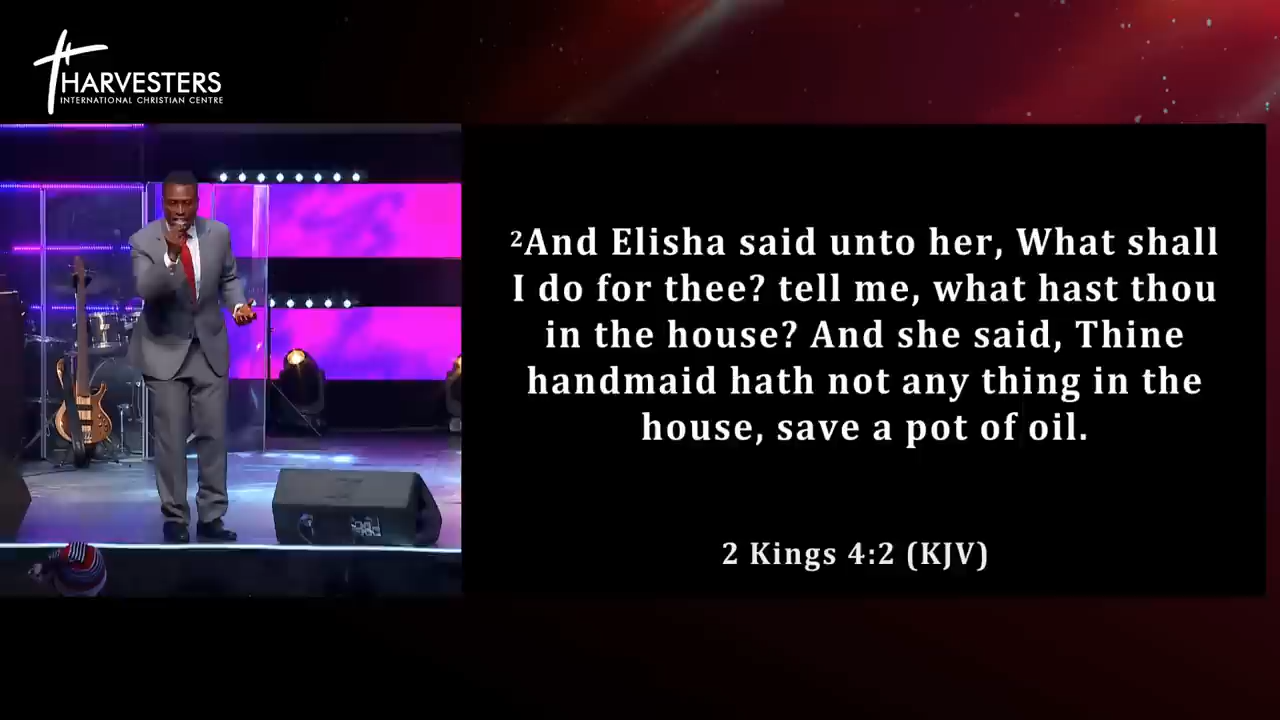 HARVESTERS
INTERNATIONAL CHRISTIAN CENTRE
²And Elisha said unto her, What shall
I do for thee? tell me, what hast thou
in the house? And she said, Thine
handmaid hath not any thing in the
house, save a pot of oil.
2 Kings 4:2 (KJV)